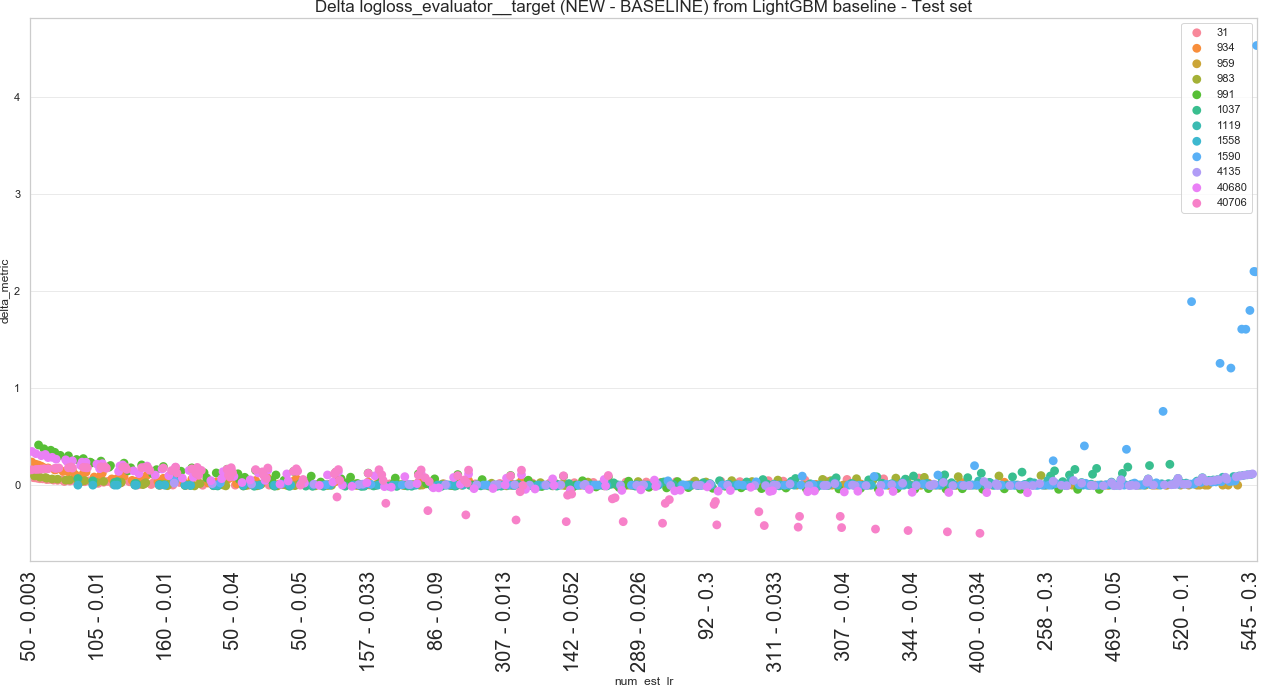 Delta logloss_evaluator__target (NEW - BASELINE) from LightGBM baseline - Test set
delta_metric
4
3
2
1
0
31
934
959
983
991
1037
1119
1558
1590
4135
40680
40706
50 - 0.003
105 - 0.01
160 - 0.01
50 - 0.04
50 - 0.05
157 - 0.033
86 - 0.09
307 - 0.013
142 - 0.052
289 - 0.026
92 - 0.3
311 - 0.033
307 - 0.04
344 - 0.04
400 - 0.034
258 - 0.3
469 - 0.05
520 - 0.1
545 - 0.3
num_est_lr